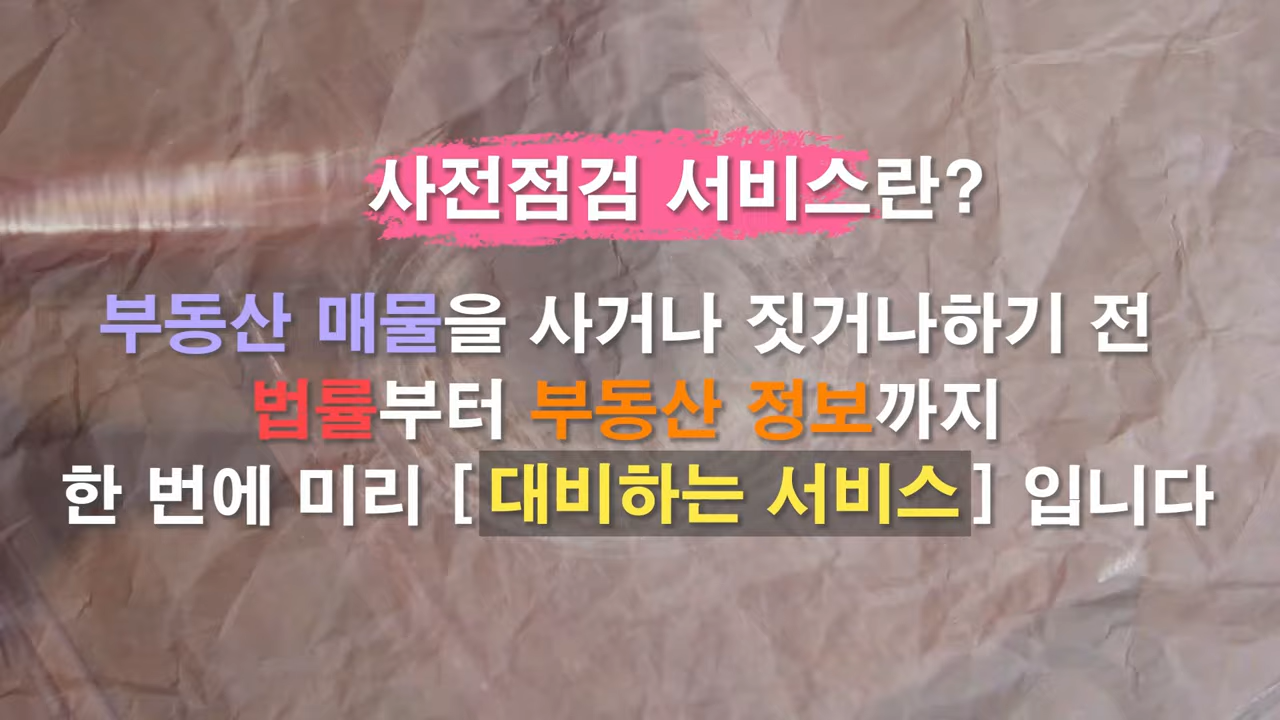 사전점검 서비스란?
부동산 매물을 사거나 짓거나하기 전
법률부터 부동산 정보까지
한 번에 미리 [대비하는 서비스] 입니다